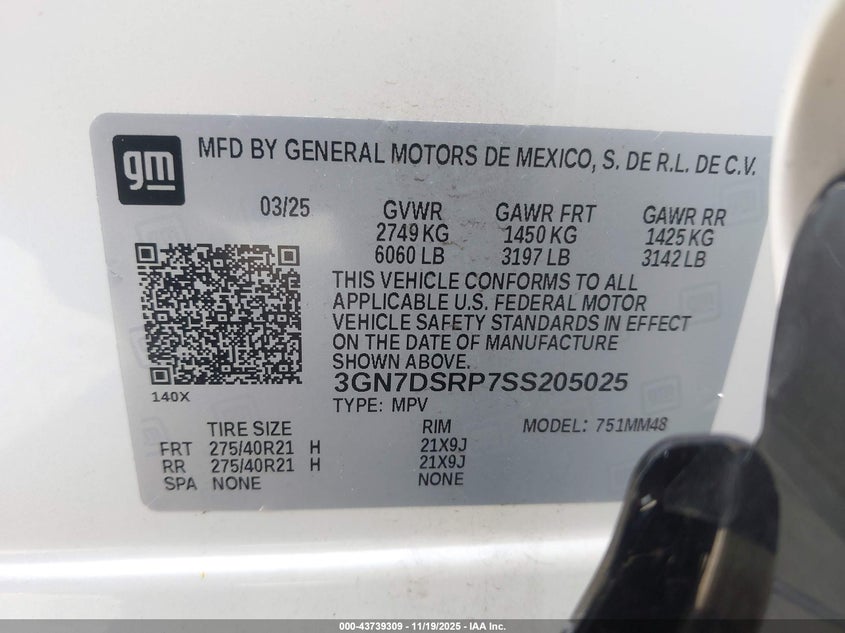 gm
MFD BY GENERAL MOTORS DE MEXICO, S. DE R.L. DE C.V.
03/25 GVWR GAWR FRT GAWR RR
2749 KG 1450 KG 1425 KG
6060 LB 3197 LB 3142 LB
THIS VEHICLE CONFORMS TO ALL
APPLICABLE U.S. FEDERAL MOTOR
VEHICLE SAFETY STANDARDS IN EFFECT
ON THE DATE OF MANUFACTURE
SHOWN ABOVE.
140X
3GN7DSRP7SS205025
TYPE: MPV MODEL: 751MM48
TIRE SIZE RIM
FRT 275/40R21 H 21X9J
RR 275/40R21 H 21X9J
SPA NONE NONE
000-43739309 - 11/19/2025 - IAA Inc.